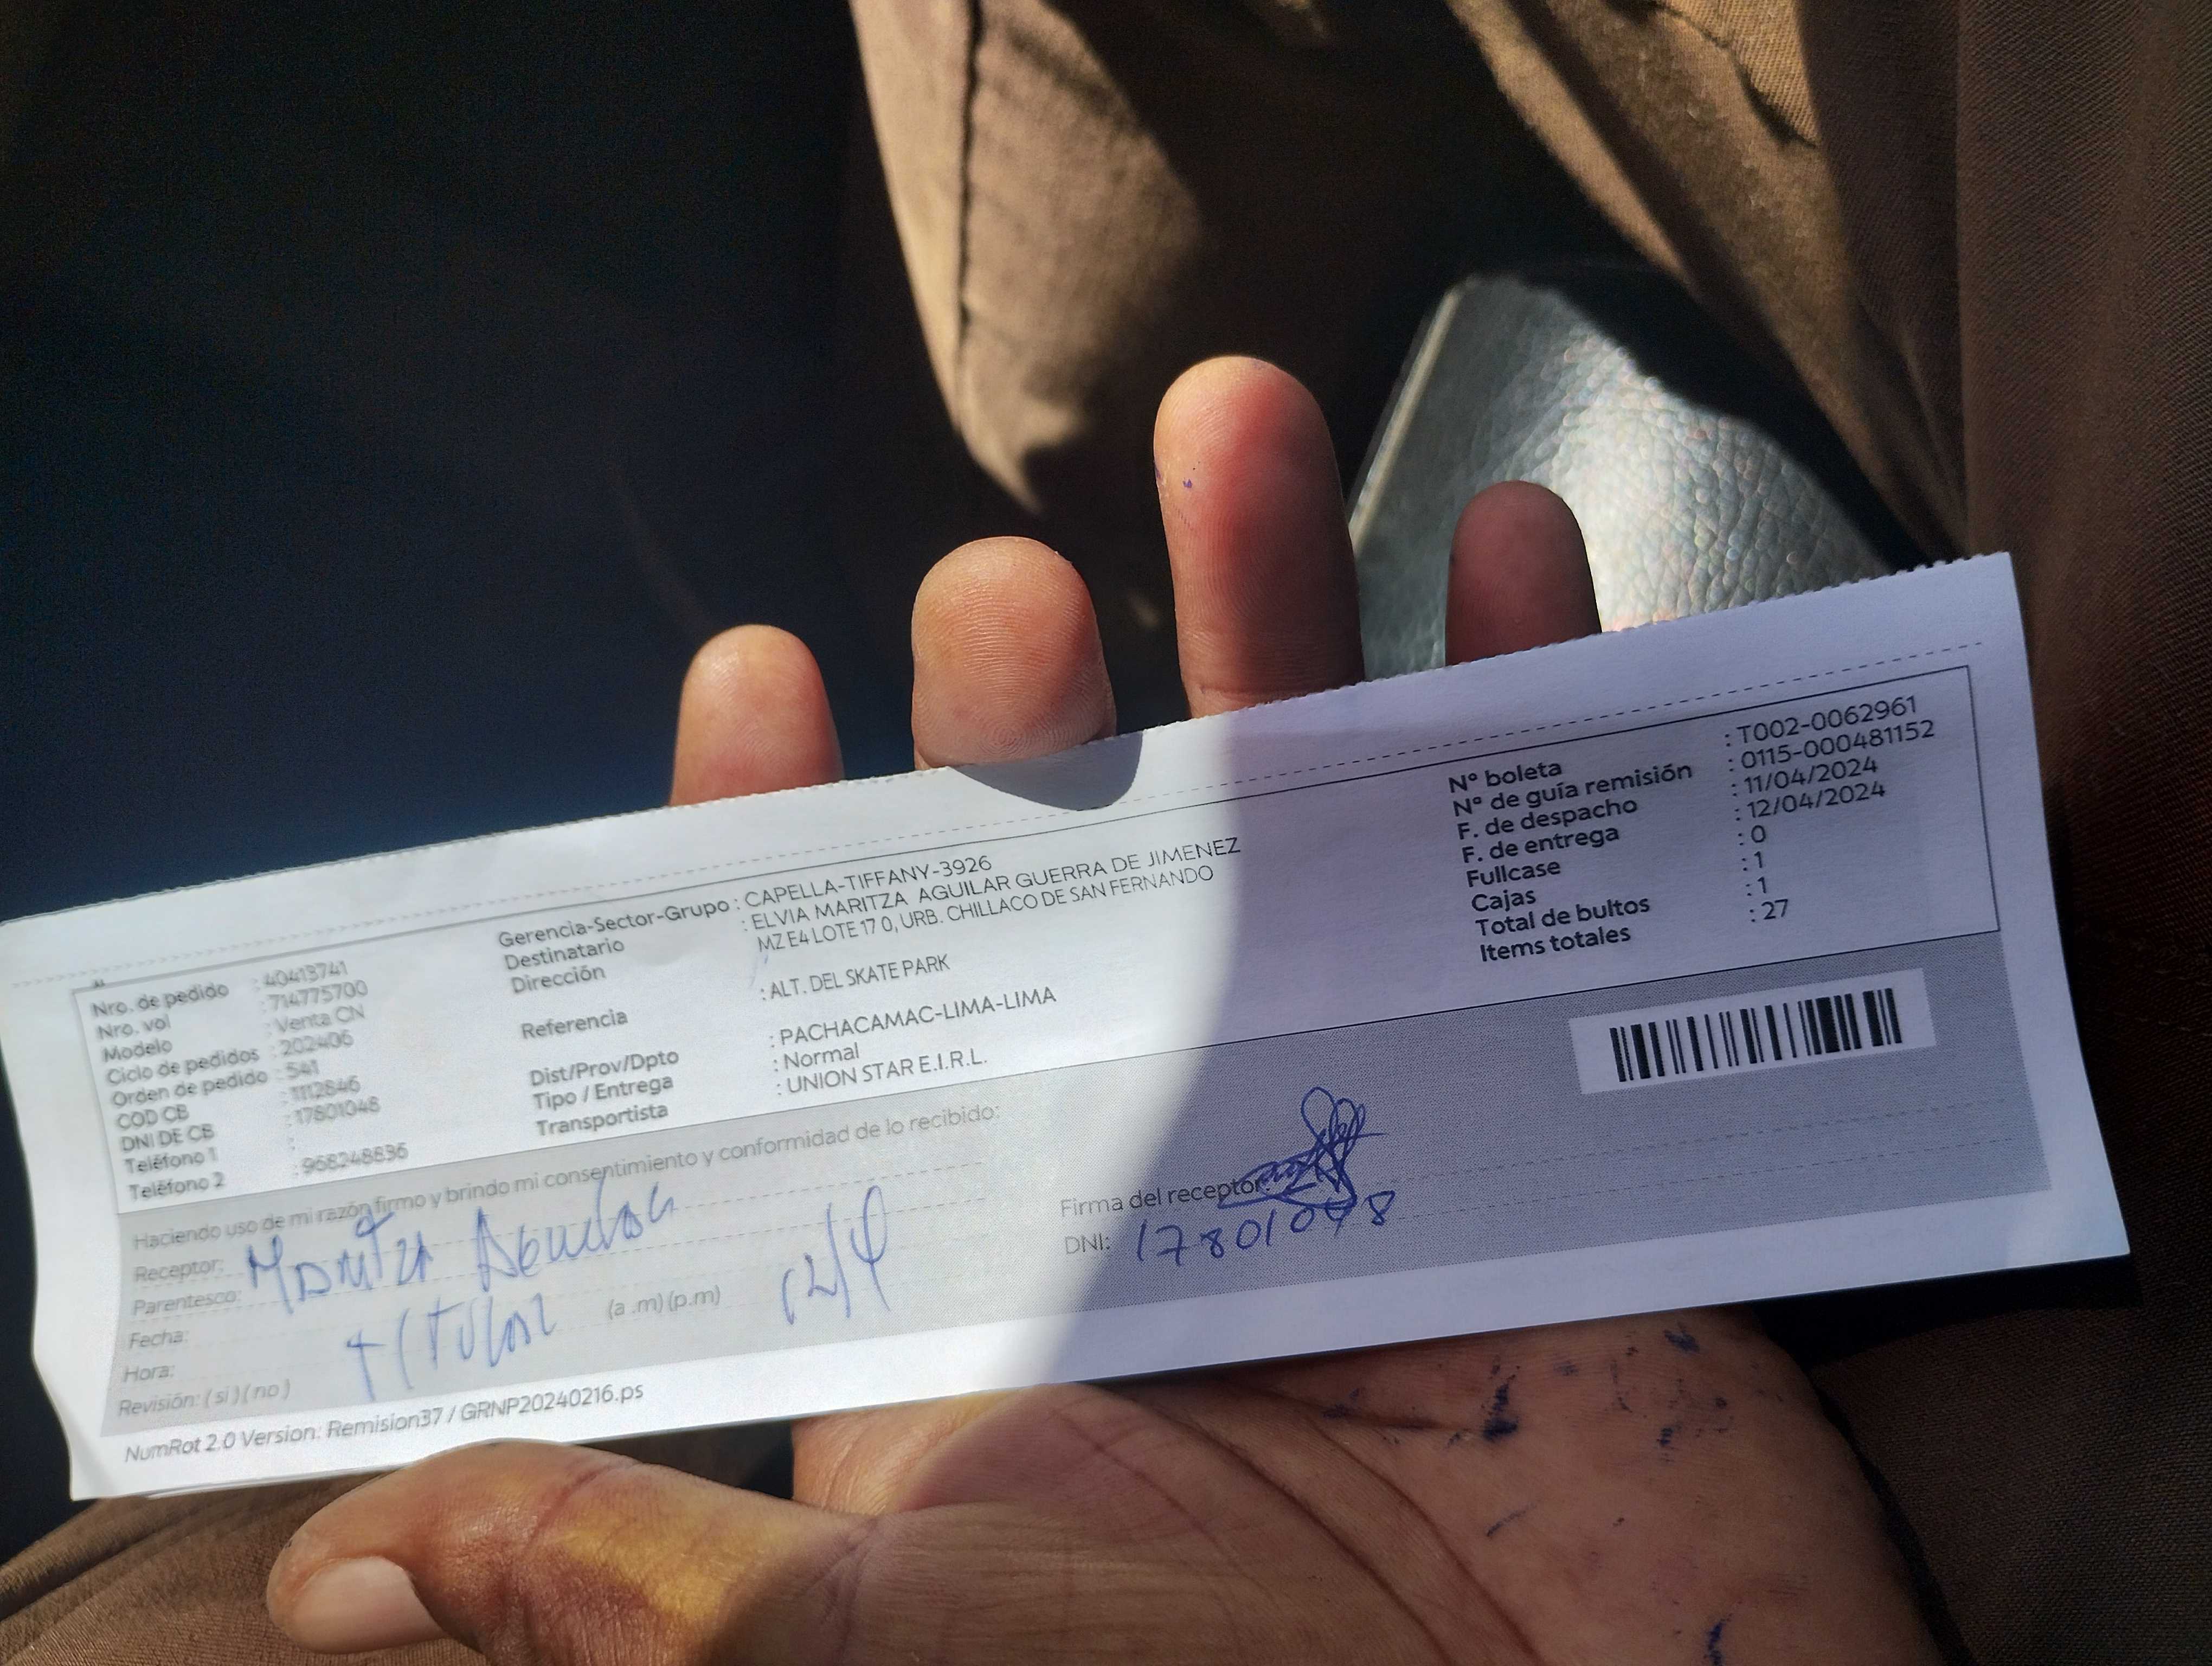 Nro. de pedido : 40413741
Nro. vol : 714775700
Modelo : Venta CN
Ciclo de pedidos : 202406
Orden de pedido : 541
COD CB : 1112846
DNI DE CB : 17801048
Teléfono 1 :
Teléfono 2 : 968248836
Gerencia-Sector-Grupo : CAPELLA-TIFFANY-3926
Destinatario : ELVIA MARITZA AGUILAR GUERRA DE JIMENEZ
Dirección MZ E4 LOTE 17 0, URB. CHILLACO DE SAN FERNANDO
Referencia : ALT. DEL SKATE PARK
Dist/Prov/Dpto : PACHACAMAC-LIMA-LIMA
Tipo / Entrega : Normal
Transportista : UNION STAR E.I.R.L.
N° boleta : T002-0062961
N° de guía remisión : 0115-000481152
F. de despacho : 11/04/2024
F. de entrega : 12/04/2024
Fullcase : 0
Cajas : 1
Total de bultos : 1
Items totales : 27
Haciendo uso de mi razón firmo y brindo mi consentimiento y conformidad de lo recibido:
Receptor: Maritza
Parentesco: Titular
Fecha: 12/4
Hora: (a .m) (p.m)
Revisión: ( si ) ( no )
Firma del receptor:
DNI: 17801048
NumRot 2.0 Version: Remision37 / GRNP20240216.ps